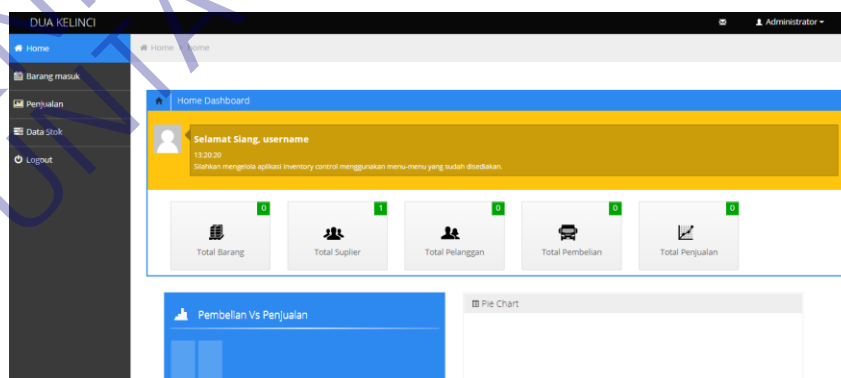 DUA KELINCI
Administrator
Home
Home > Home
Barang masuk
Penjualan
Data Stok
Logout
Home Dashboard
Selamat Siang, username
13:20:20
Silahkan mengelola aplikasi inventory control menggunakan menu-menu yang sudah disediakan.
0
1
0
0
0
Total Barang
Total Suplier
Total Pelanggan
Total Pembelian
Total Penjualan
Pembelian Vs Penjualan
Pie Chart